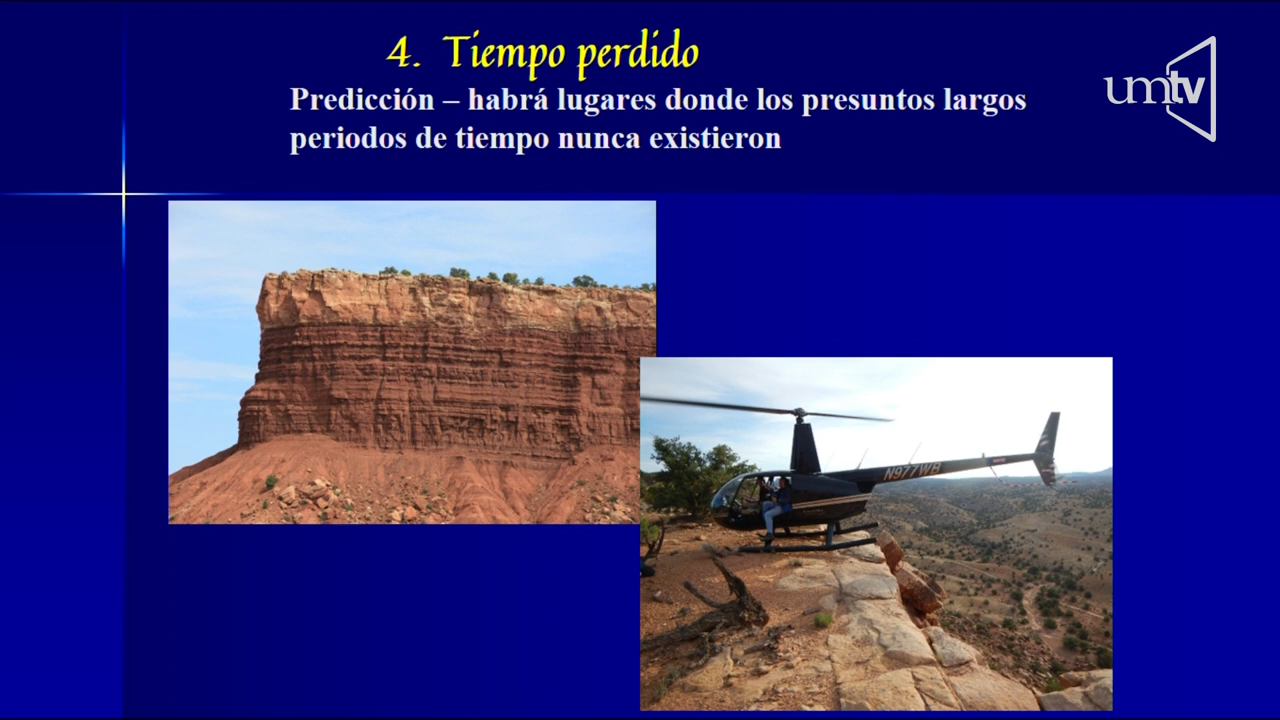 4. Tiempo perdido
umtv
Predicción – habrá lugares donde los presuntos largos
periodos de tiempo nunca existieron
N977WB